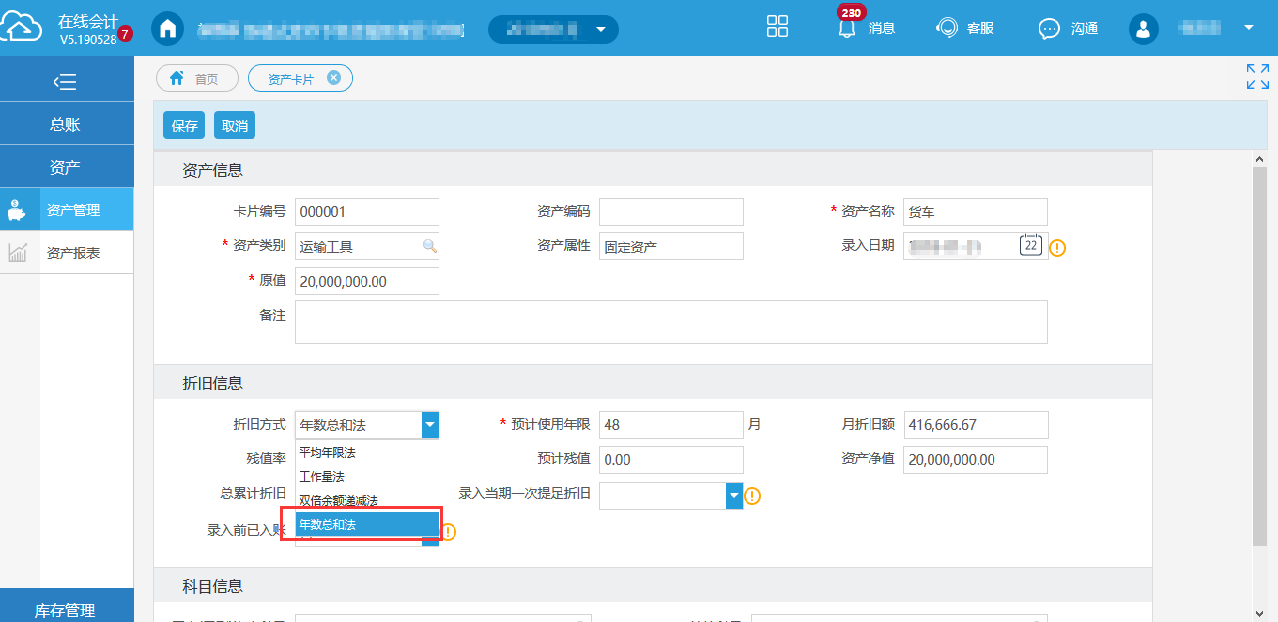 在线会计
V5.190528 7
230
消息 客服 沟通
首页 资产卡片
总账
资产
资产管理
资产报表
库存管理
保存 取消
资产信息
卡片编号 000001 资产编码 * 资产名称 货车
* 资产类别 运输工具 资产属性 固定资产 录入日期 22
* 原值 20,000,000.00
备注
折旧信息
折旧方式 年数总和法 * 预计使用年限 48 月 月折旧额 416,666.67
平均年限法
残值率 预计残值 0.00 资产净值 20,000,000.00
工作量法
总累计折旧 双倍余额递减法 录入当期一次提足折旧
年数总和法
录入前已入账
科目信息